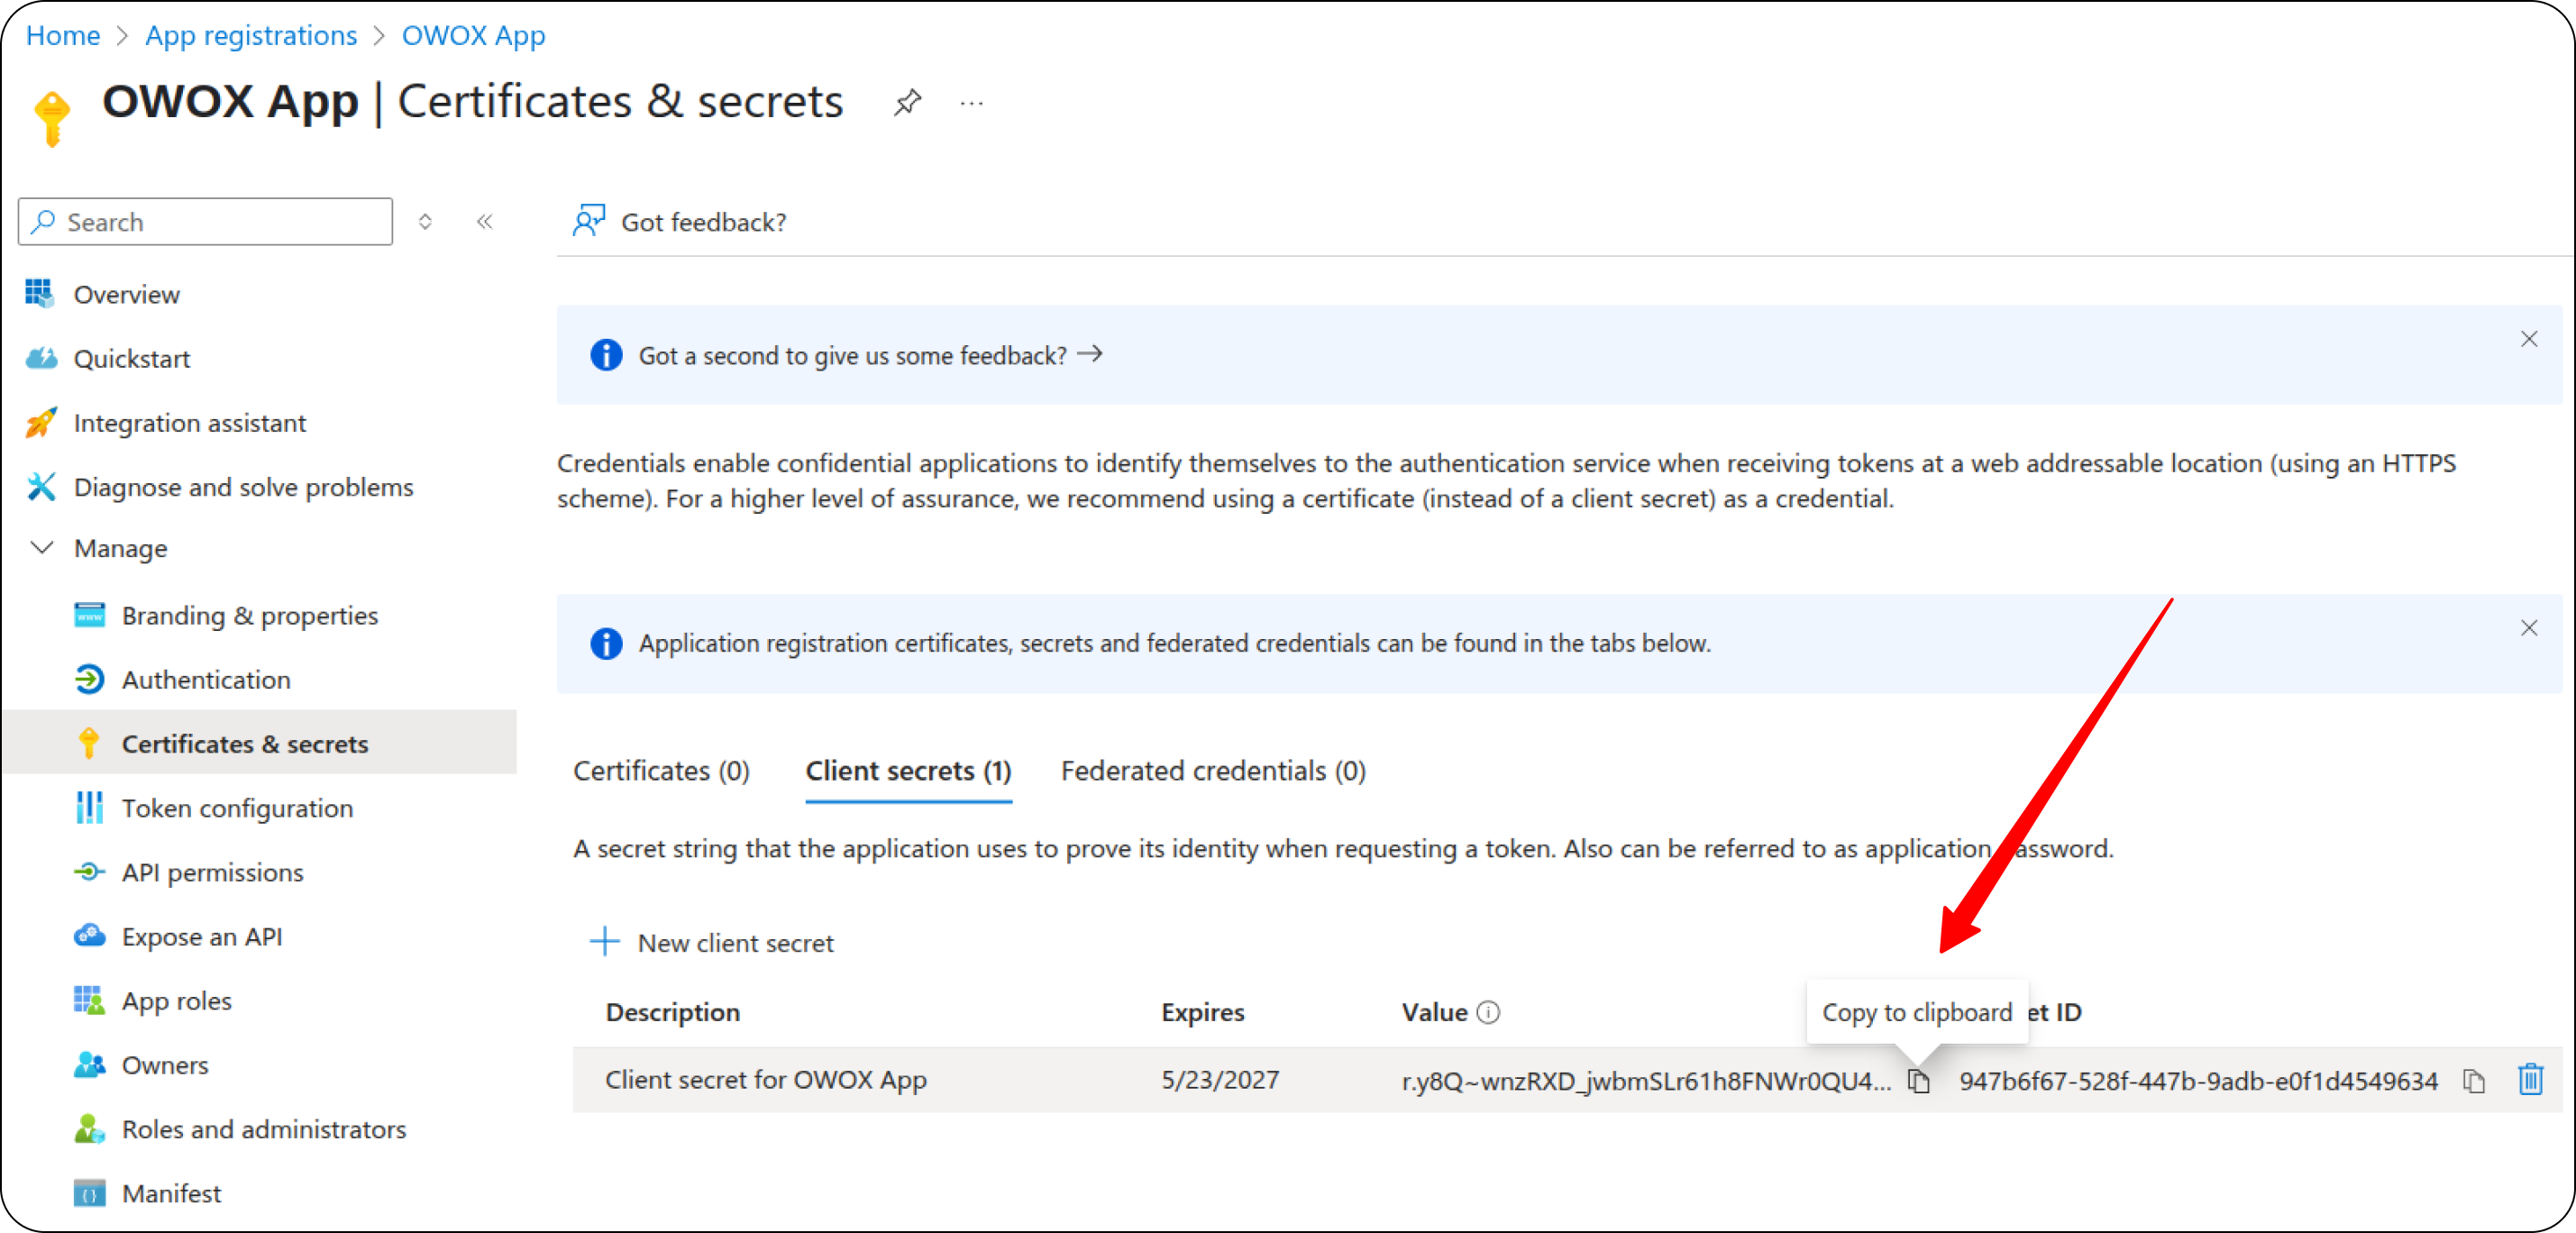 Home > App registrations > OWOX App
OWOX App | Certificates & secrets
Search
Got feedback?
Overview
Quickstart
Integration assistant
Diagnose and solve problems
Manage
Branding & properties
Authentication
Certificates & secrets
Token configuration
API permissions
Expose an API
App roles
Owners
Roles and administrators
Manifest
Got a second to give us some feedback?
Credentials enable confidential applications to identify themselves to the authentication service when receiving tokens at a web addressable location (using an HTTPS
scheme). For a higher level of assurance, we recommend using a certificate (instead of a client secret) as a credential.
Application registration certificates, secrets and federated credentials can be found in the tabs below.
Certificates (0) Client secrets (1) Federated credentials (0)
A secret string that the application uses to prove its identity when requesting a token. Also can be referred to as application assword.
New client secret
Description Expires Value Copy to clipboard et ID
Client secret for OWOX App 5/23/2027 r.y8Q~wnzRXD_jwbmSLr61h8FNWr0QU4... 947b6f67-528f-447b-9adb-e0f1d4549634